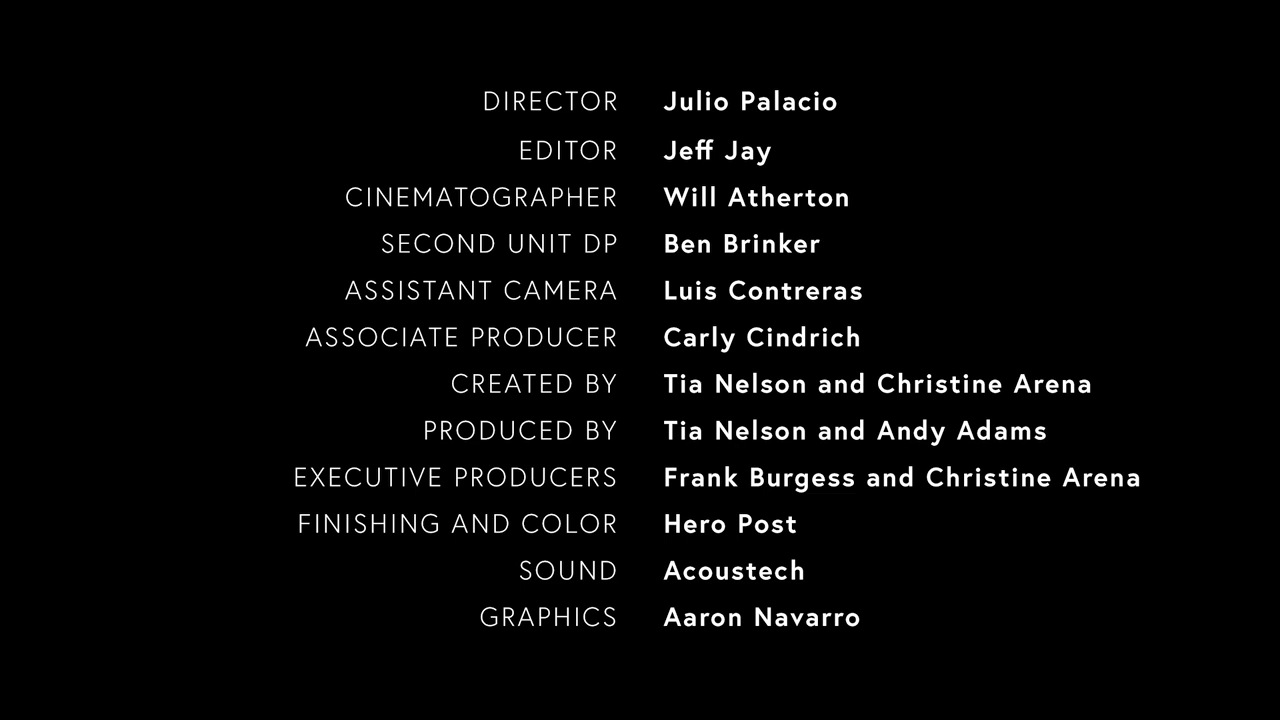 DIRECTOR Julio Palacio
EDITOR Jeff Jay
CINEMATOGRAPHER Will Atherton
SECOND UNIT DP Ben Brinker
ASSISTANT CAMERA Luis Contreras
ASSOCIATE PRODUCER Carly Cindrich
CREATED BY Tia Nelson and Christine Arena
PRODUCED BY Tia Nelson and Andy Adams
EXECUTIVE PRODUCERS Frank Burgess and Christine Arena
FINISHING AND COLOR Hero Post
SOUND Acoustech
GRAPHICS Aaron Navarro